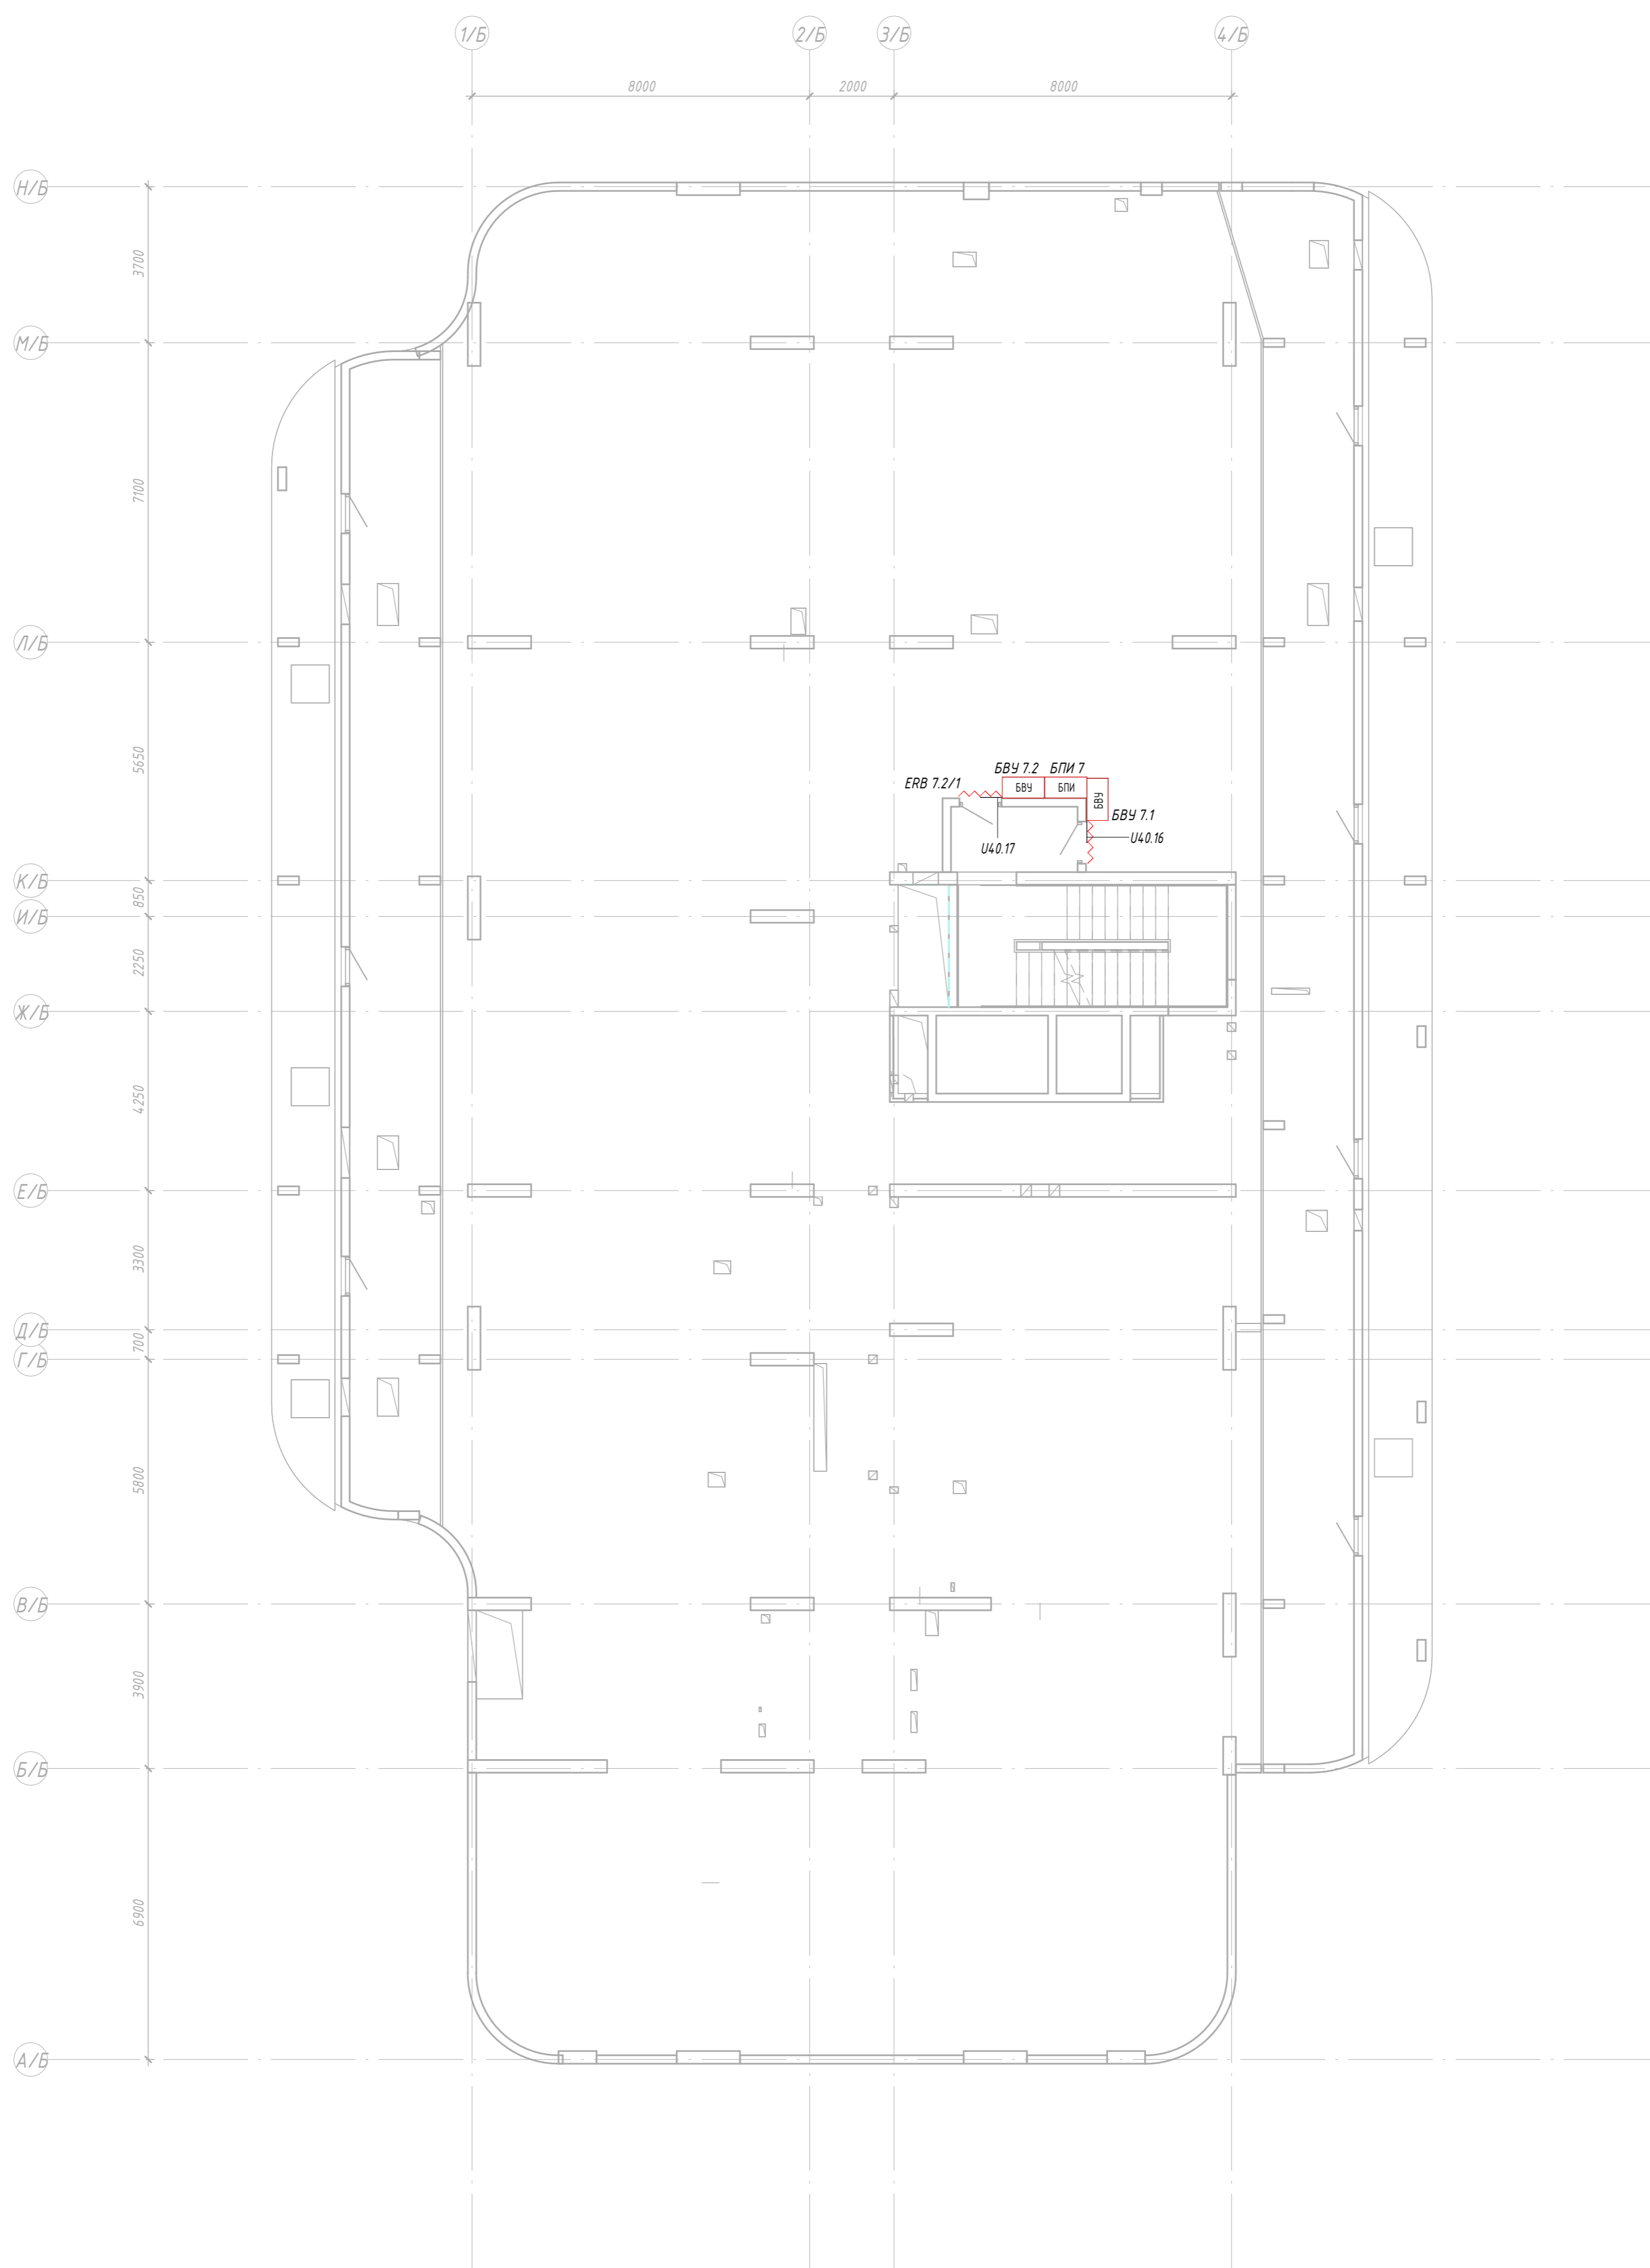 1/Б
2/Б
3/Б
4/Б
8000
2000
8000
Н/Б
3700
М/Б
7100
Л/Б
5650
БВУ 7.2
БПИ 7
ERB 7.2/1
БВУ
БПИ
БВУ
БВУ 7.1
U40.16
U40.17
К/Б
850
И/Б
2250
Ж/Б
4250
Е/Б
3300
Д/Б
700
Г/Б
5800
В/Б
3900
Б/Б
6900
А/Б